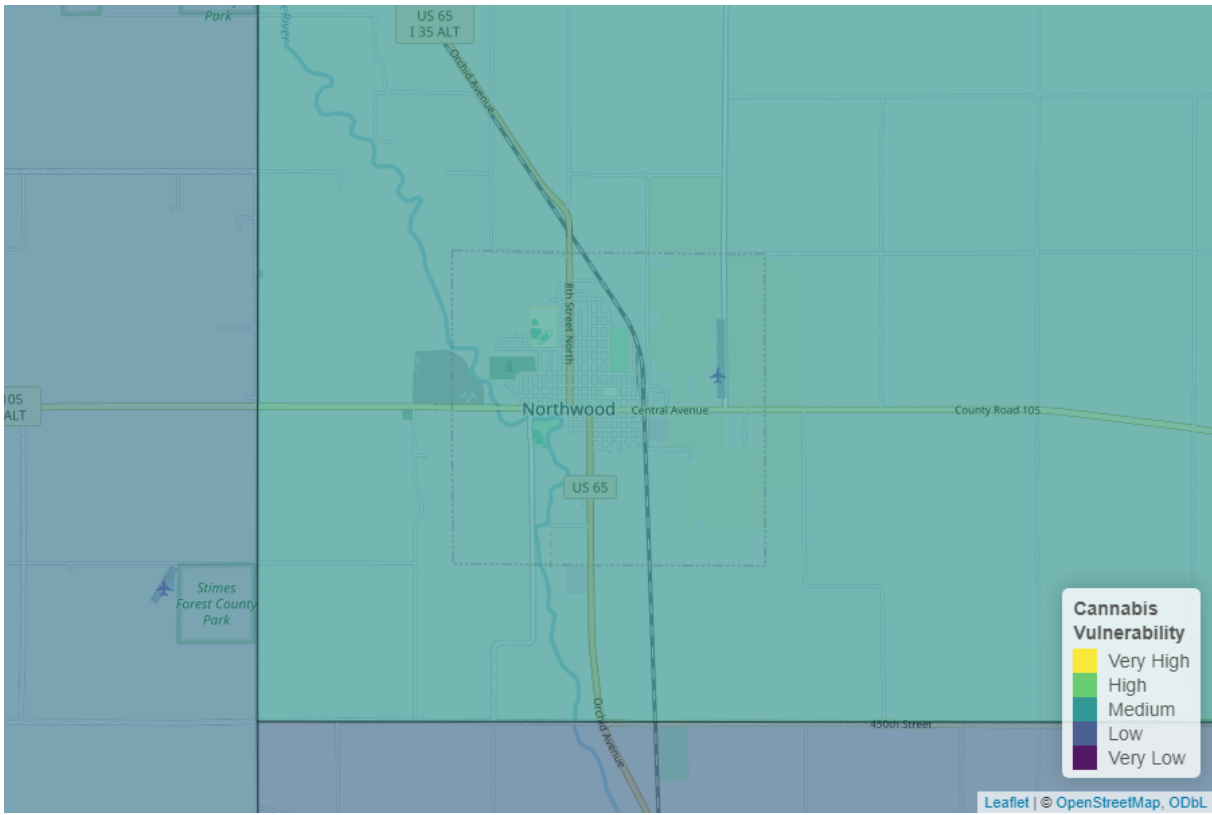 Park
River
US 65
I 35 ALT
Orchid Avenue
8th Street North
105
ALT
Northwood
Central Avenue
County Road 105
US 65
Stimes
Forest County
Park
Orchid Avenue
450th Street
Cannabis
Vulnerability
Very High
High
Medium
Low
Very Low
Leaflet | © OpenStreetMap, ODbL